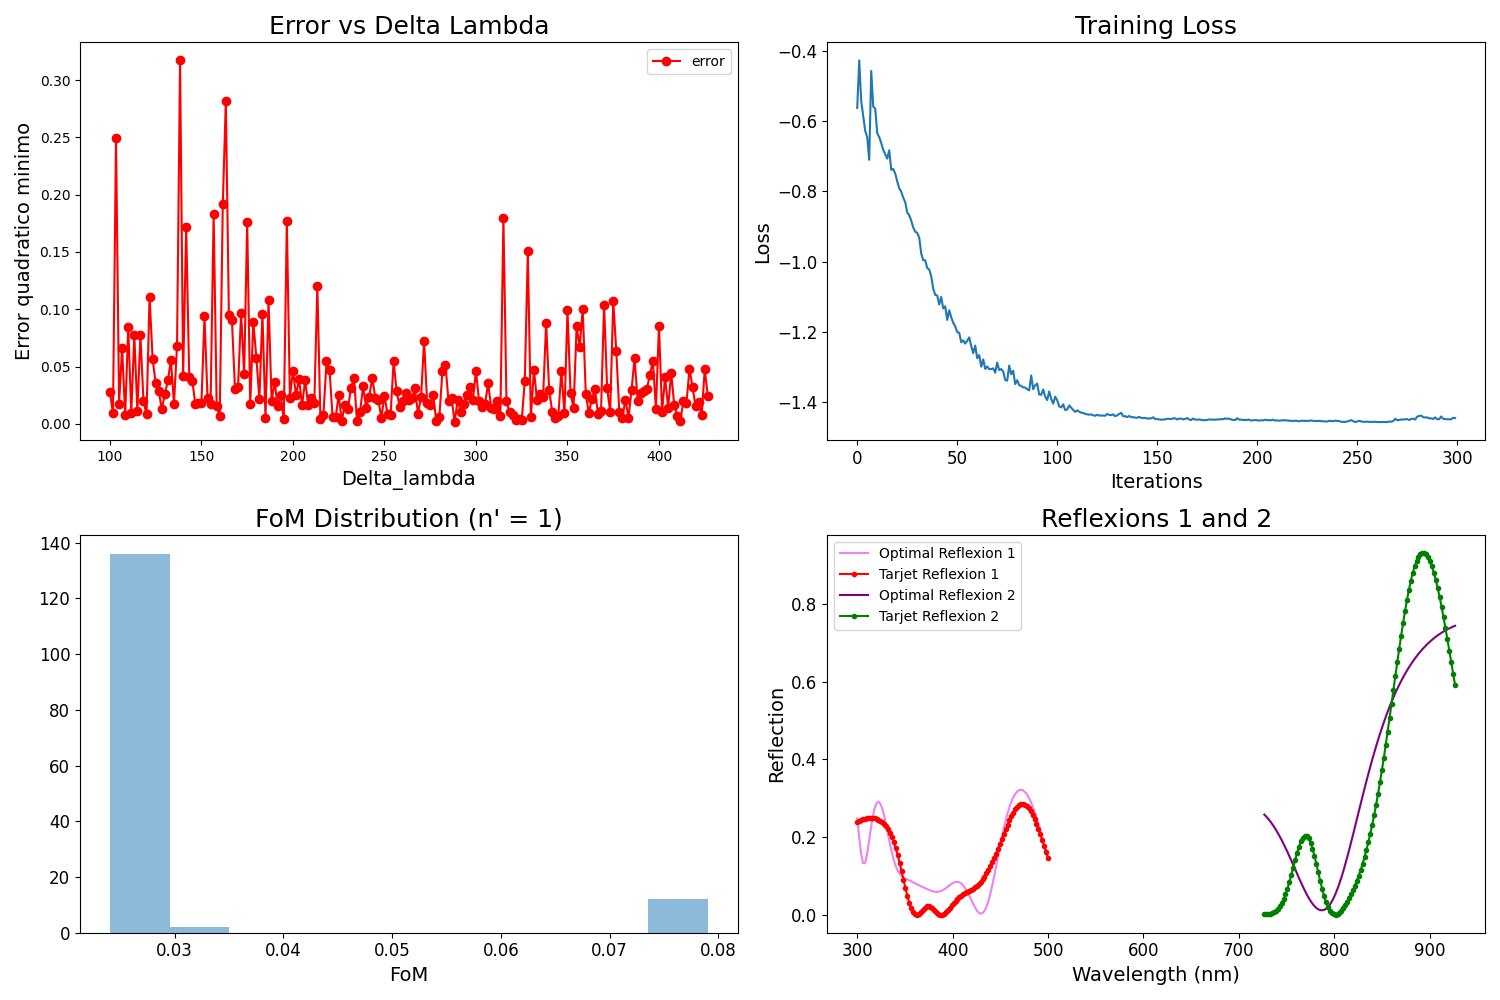 Error vs Delta Lambda
error
Error quadratico minimo
0.30
0.25
0.20
0.15
0.10
0.05
0.00
100 150 200 250 300 350 400
Delta_lambda
Training Loss
Loss
−0.4
−0.6
−0.8
−1.0
−1.2
−1.4
0 50 100 150 200 250 300
Iterations
FoM Distribution (n' = 1)
140
120
100
80
60
40
20
0
0.03 0.04 0.05 0.06 0.07 0.08
FoM
Reflexions 1 and 2
Optimal Reflexion 1
Tarjet Reflexion 1
Optimal Reflexion 2
Tarjet Reflexion 2
Reflection
0.8
0.6
0.4
0.2
0.0
300 400 500 600 700 800 900
Wavelength (nm)